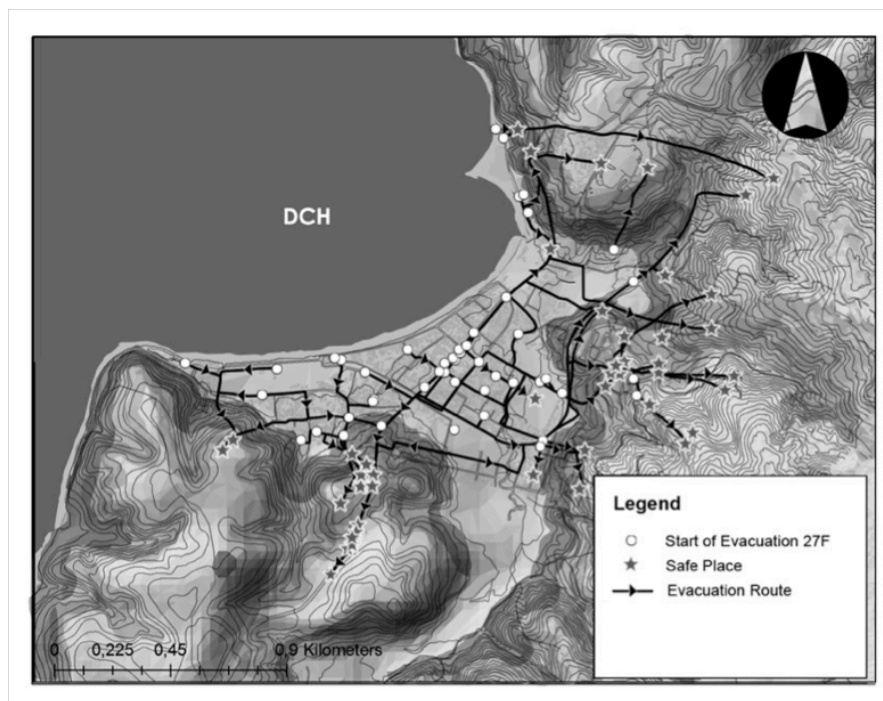 DCH
Legend
Start of Evacuation 27F
Safe Place
Evacuation Route
0 0,225 0,45 0,9 Kilometers